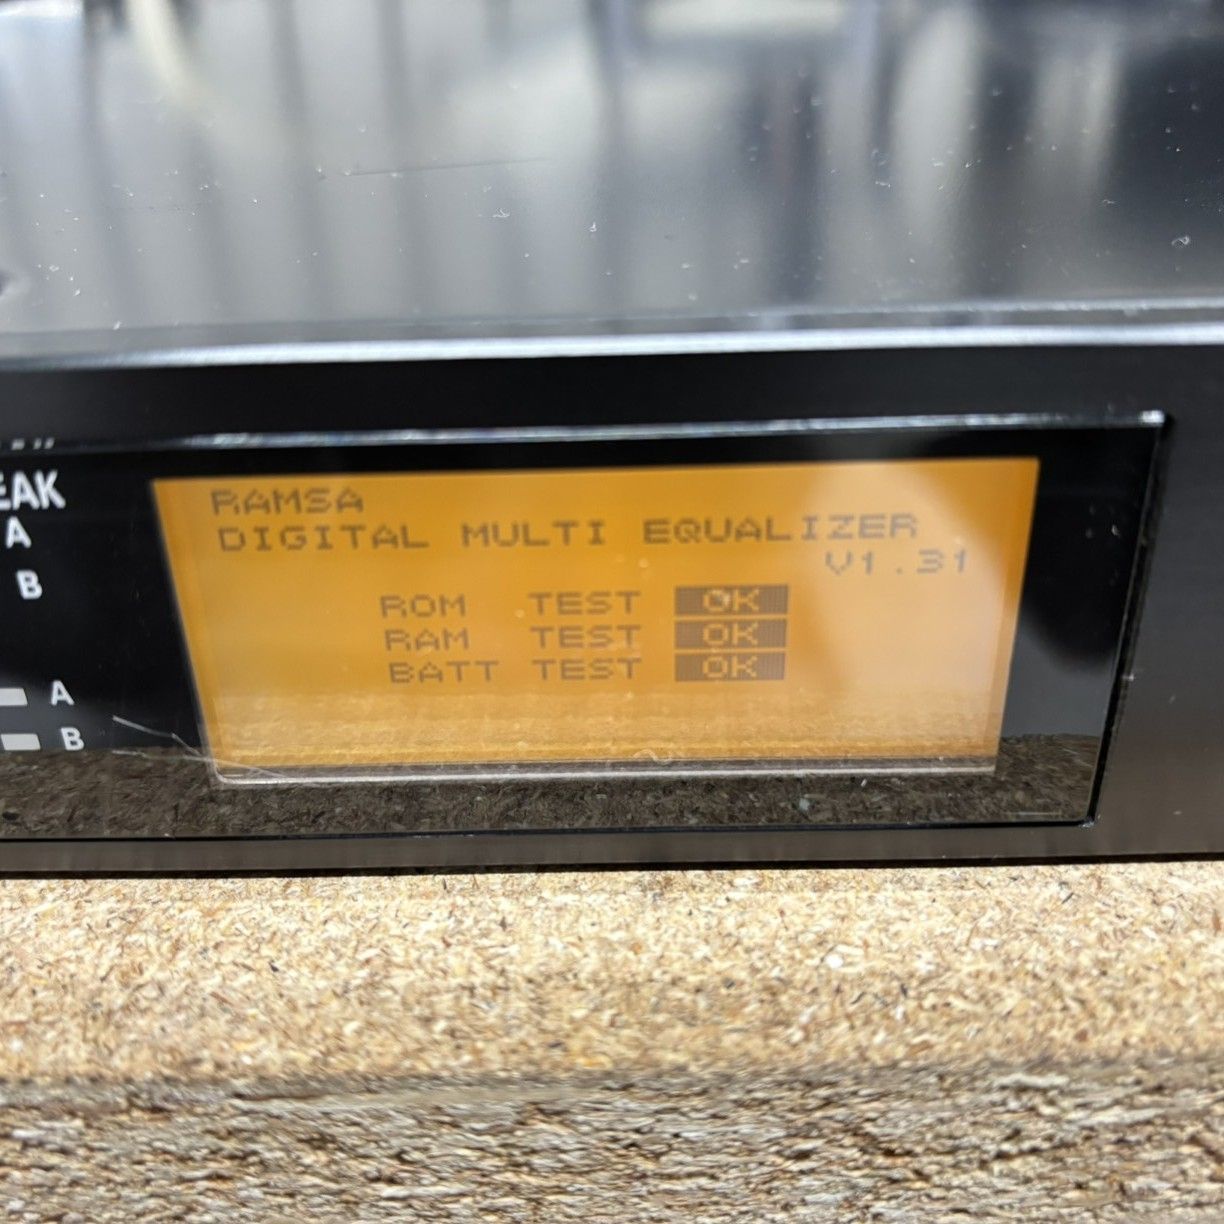 EAK
A
B
A
B
RAMSA
DIGITAL MULTI EQUALIZER
V1.31
ROM TEST OK
RAM TEST OK
BATT TEST OK